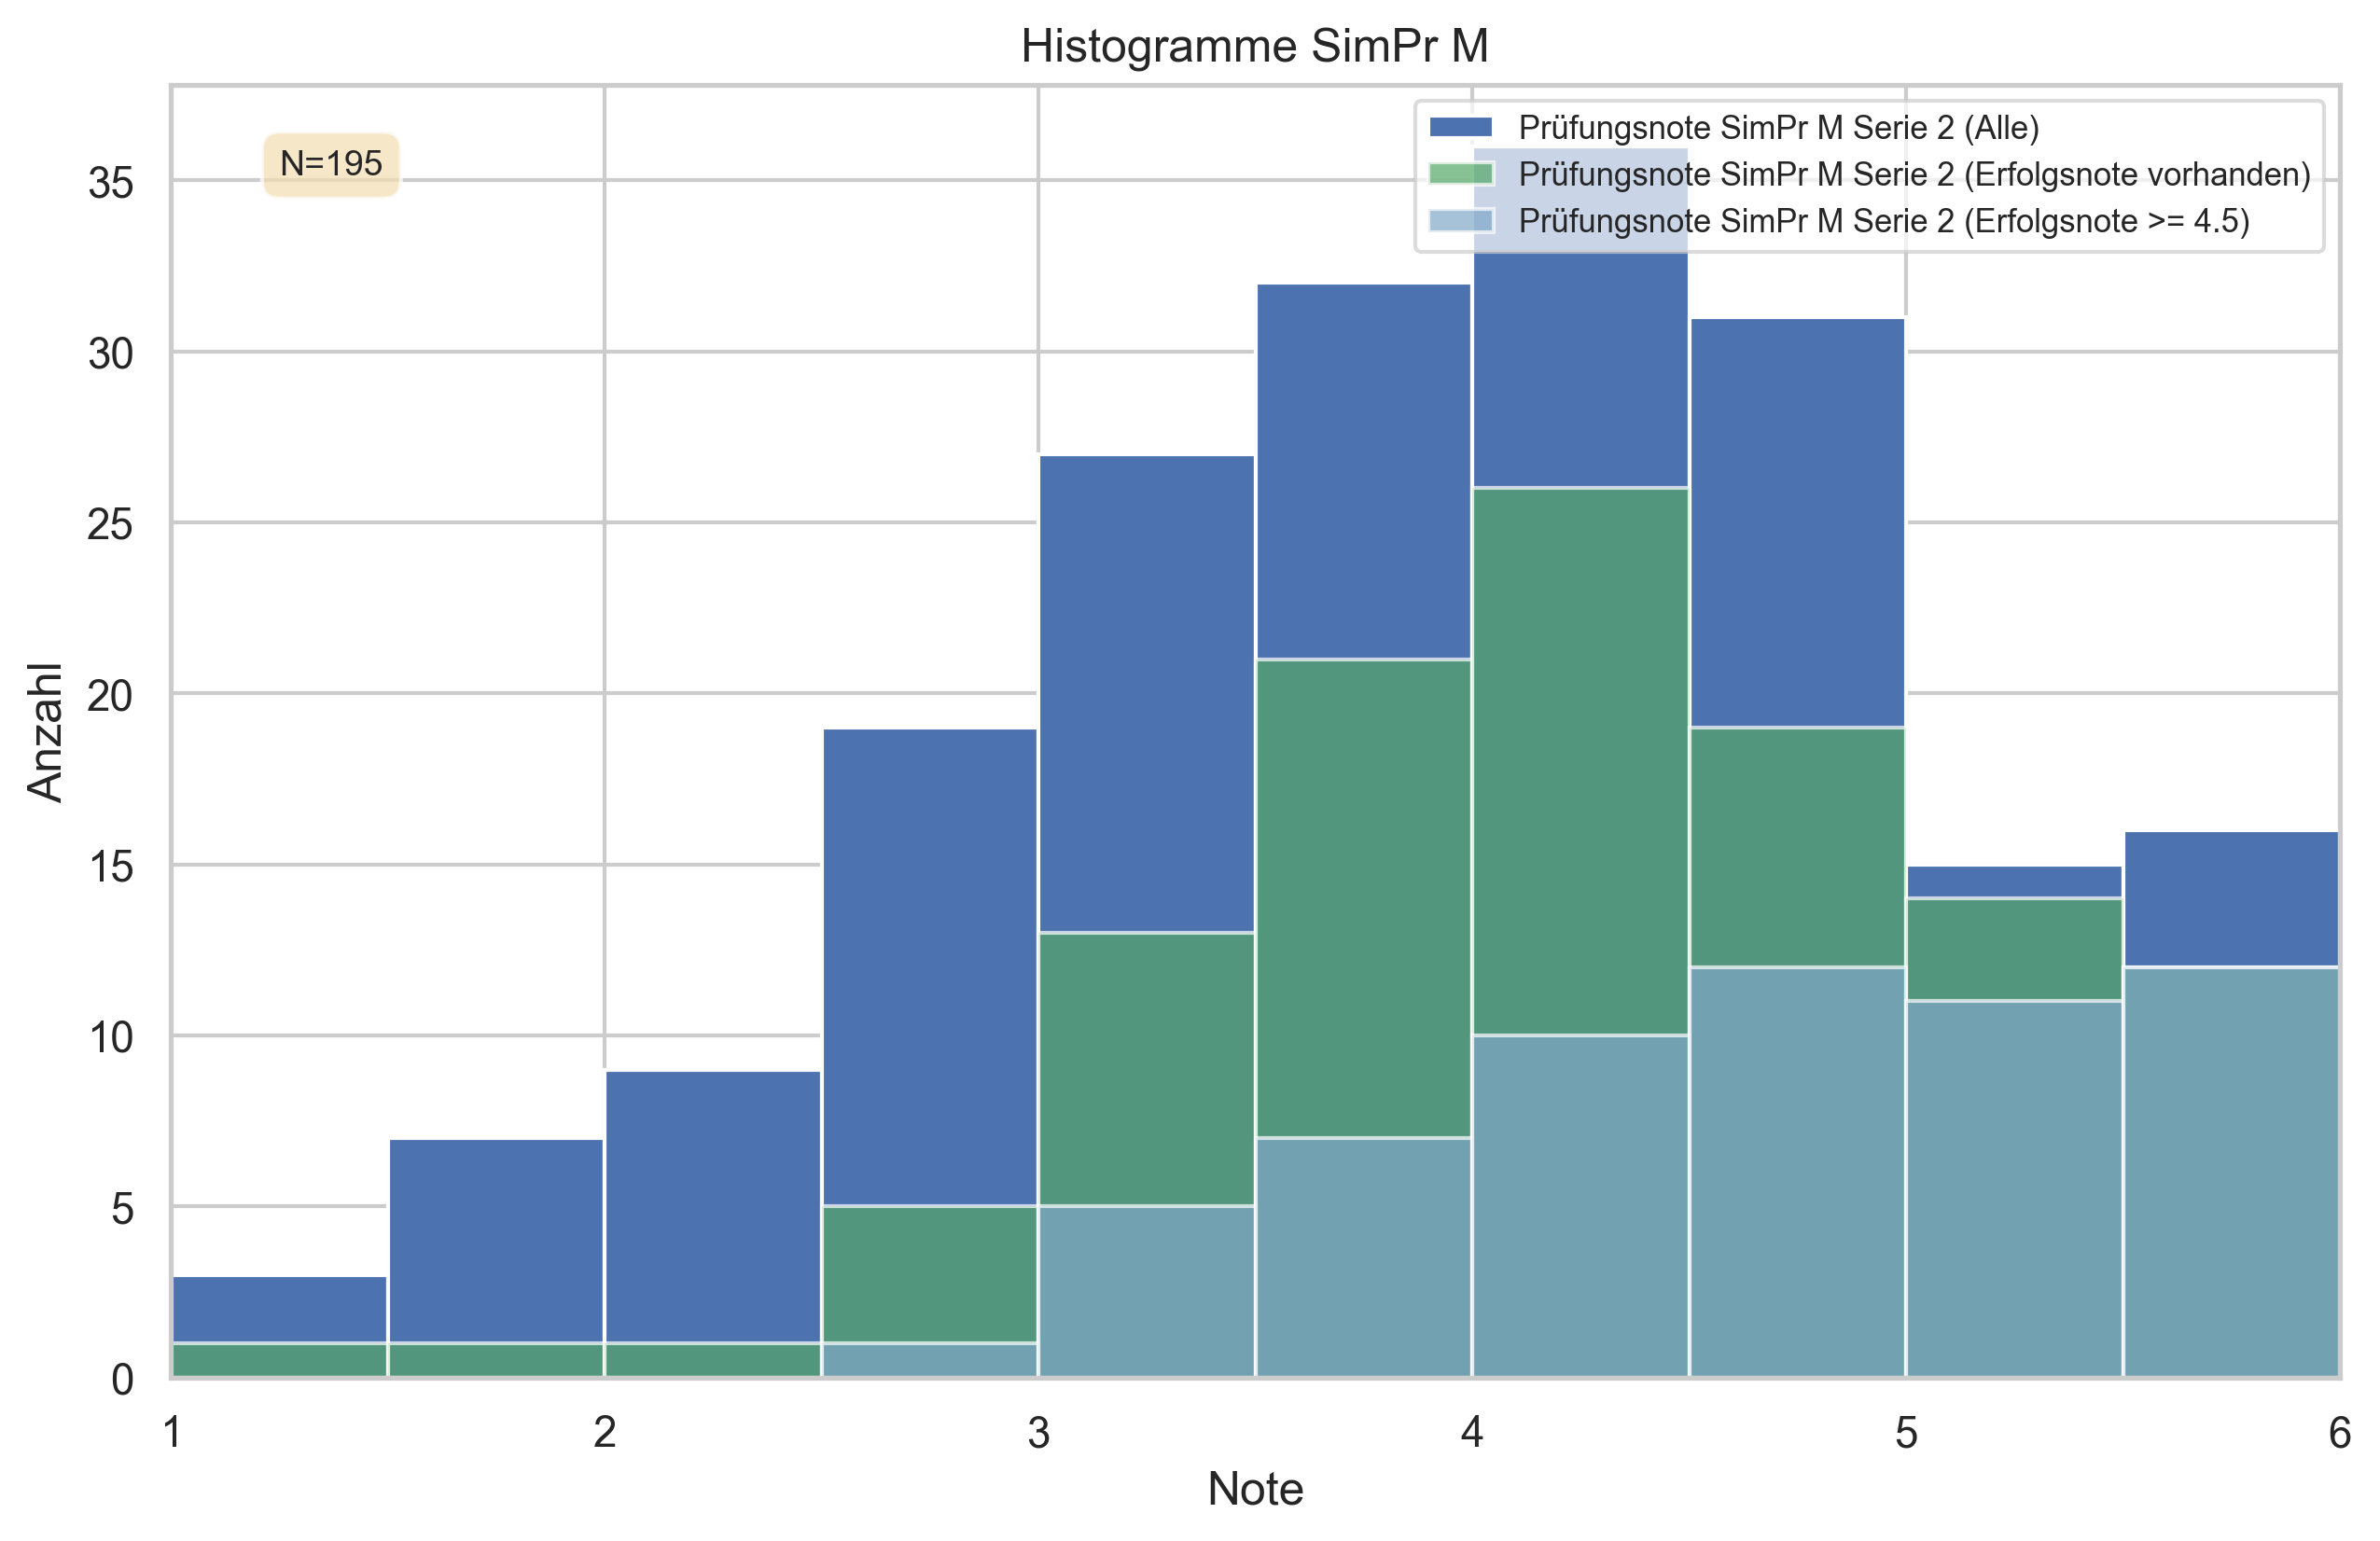 Histogramme SimPr M
N=195
Prüfungsnote SimPr M Serie 2 (Alle)
Prüfungsnote SimPr M Serie 2 (Erfolgsnote vorhanden)
Prüfungsnote SimPr M Serie 2 (Erfolgsnote >= 4.5)
Anzahl
35
30
25
20
15
10
5
0
1 2 3 4 5 6
Note